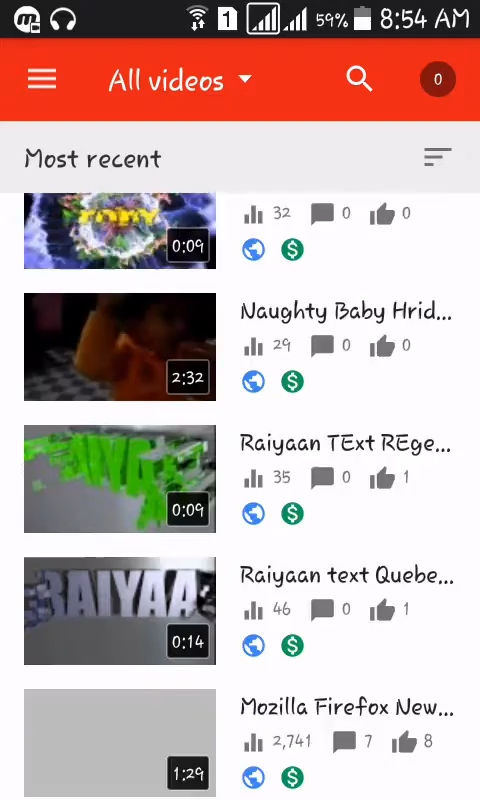 1 59% 8:54 AM
All videos 0
Most recent
0:09 32 0 0
Naughty Baby Hrid...
2:32 29 0 0
Raiyaan TExt REge...
0:09 35 0 1
Raiyaan text Quebe...
RAIYAA
0:14 46 0 1
Mozilla Firefox New...
1:29 2,741 7 8